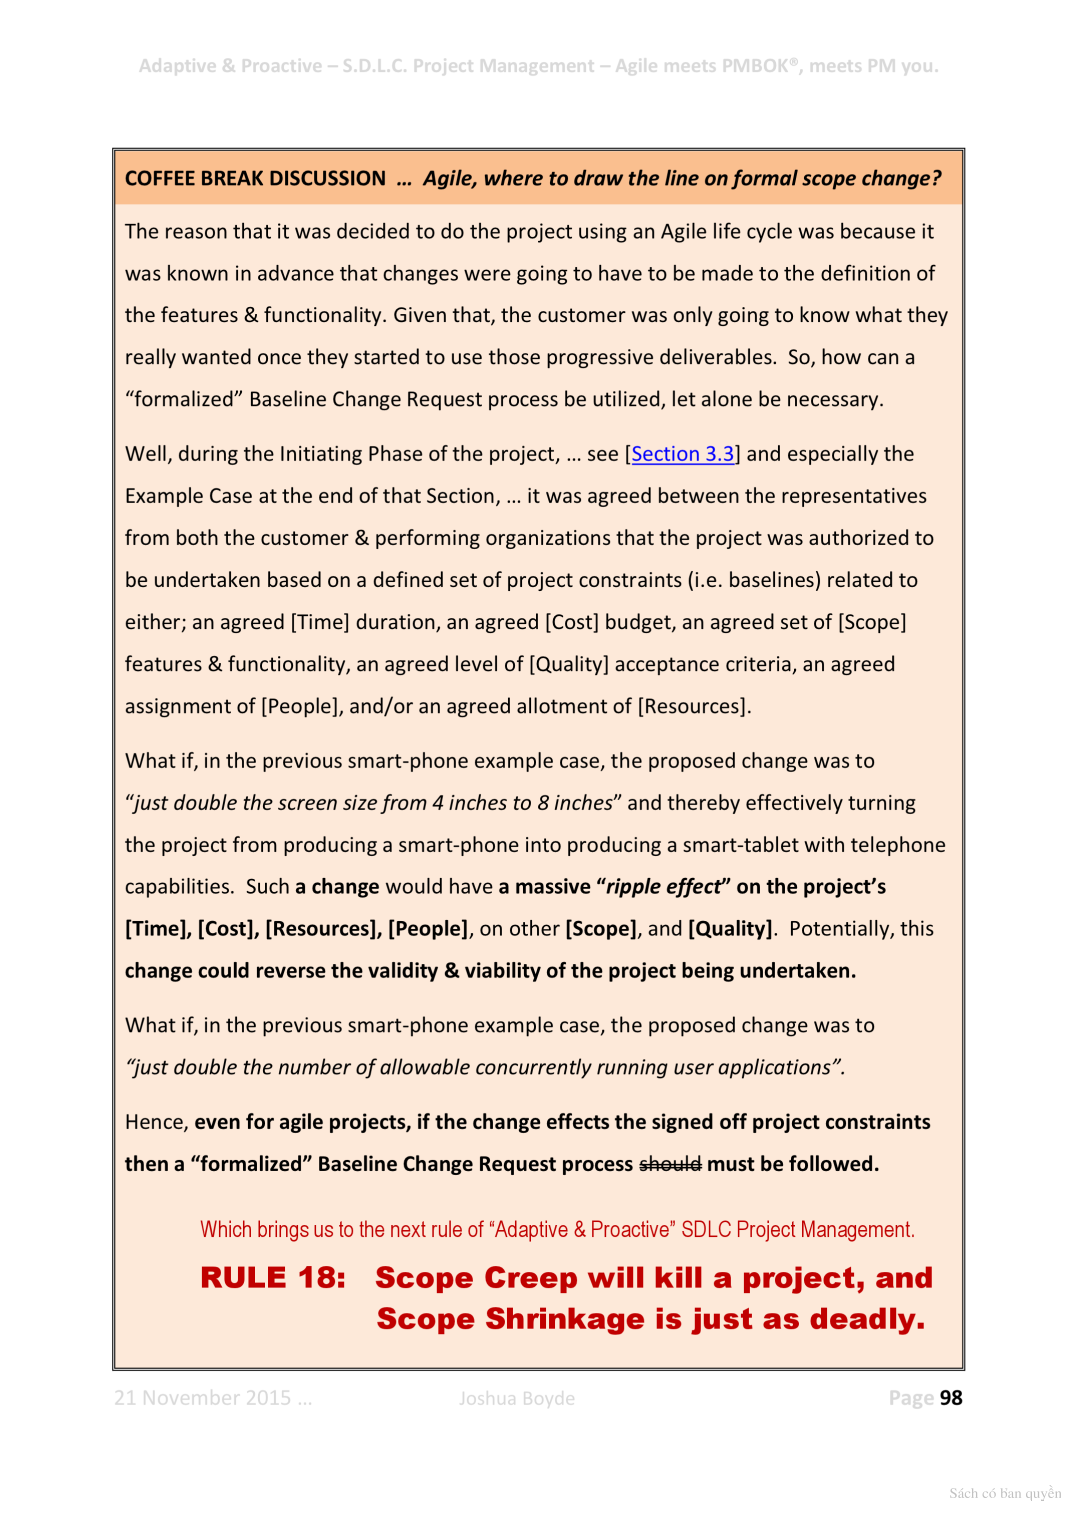 Adaptive & Proactive – S.D.L.C. Project Management – Agile meets PMBOK®, meets PM you.
COFFEE BREAK DISCUSSION … Agile, where to draw the line on formal scope change?
The reason that it was decided to do the project using an Agile life cycle was because it
was known in advance that changes were going to have to be made to the definition of
the features & functionality. Given that, the customer was only going to know what they
really wanted once they started to use those progressive deliverables. So, how can a
“formalized” Baseline Change Request process be utilized, let alone be necessary.
Well, during the Initiating Phase of the project, … see [Section 3.3] and especially the
Example Case at the end of that Section, … it was agreed between the representatives
from both the customer & performing organizations that the project was authorized to
be undertaken based on a defined set of project constraints (i.e. baselines) related to
either; an agreed [Time] duration, an agreed [Cost] budget, an agreed set of [Scope]
features & functionality, an agreed level of [Quality] acceptance criteria, an agreed
assignment of [People], and/or an agreed allotment of [Resources].
What if, in the previous smart-phone example case, the proposed change was to
“just double the screen size from 4 inches to 8 inches” and thereby effectively turning
the project from producing a smart-phone into producing a smart-tablet with telephone
capabilities. Such a change would have a massive “ripple effect” on the project’s
[Time], [Cost], [Resources], [People], on other [Scope], and [Quality]. Potentially, this
change could reverse the validity & viability of the project being undertaken.
What if, in the previous smart-phone example case, the proposed change was to
“just double the number of allowable concurrently running user applications”.
Hence, even for agile projects, if the change effects the signed off project constraints
then a “formalized” Baseline Change Request process should must be followed.
Which brings us to the next rule of “Adaptive & Proactive” SDLC Project Management.
RULE 18: Scope Creep will kill a project, and
Scope Shrinkage is just as deadly.
21 November 2015 … Joshua Boyde Page 98
Sách có bản quyền